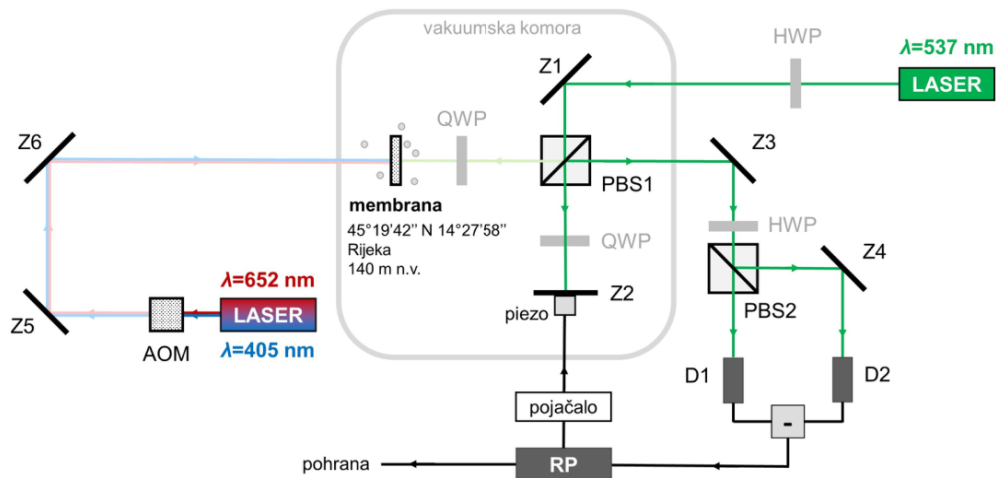 vakuumska komora
HWP
λ=537 nm
LASER
Z1
Z6
QWP
Z3
PBS1
membrana
45°19'42'' N 14°27'58''
Rijeka
140 m n.v.
HWP
QWP
Z4
λ=652 nm
LASER
λ=405 nm
Z5
AOM
Z2
piezo
PBS2
D1
D2
pojačalo
-
pohrana
RP